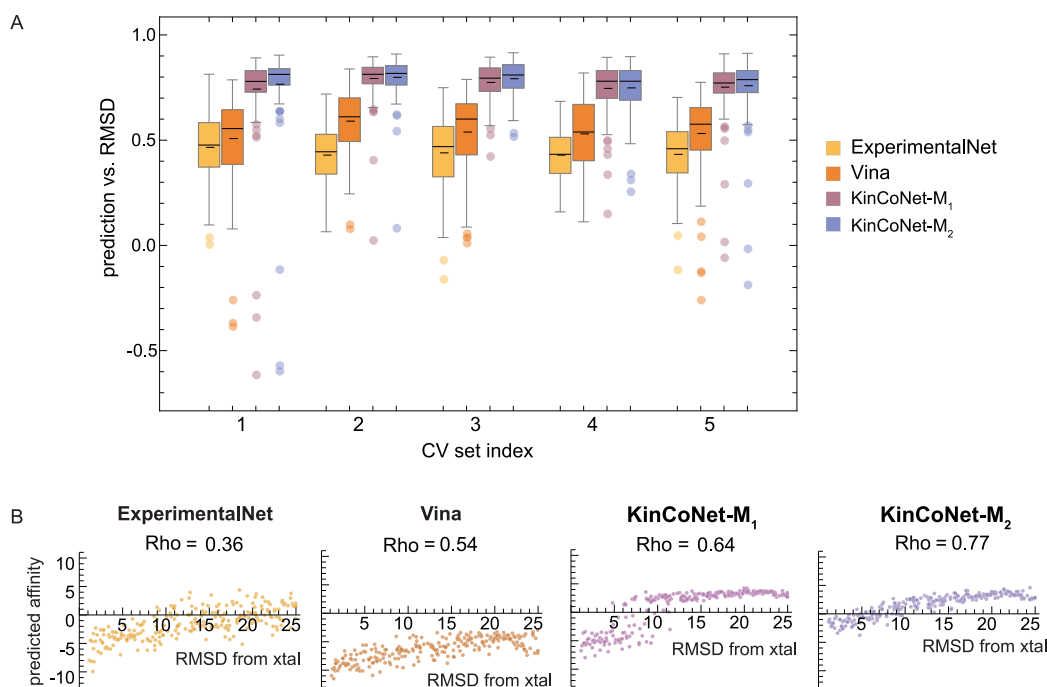 A
prediction vs. RMSD
1.0
0.5
0.0
-0.5
1 2 3 4 5
CV set index
ExperimentalNet
Vina
KinCoNet-M1
KinCoNet-M2
B
ExperimentalNet Vina KinCoNet-M1 KinCoNet-M2
Rho = 0.36 Rho = 0.54 Rho = 0.64 Rho = 0.77
predicted affinity
10
5
0
-5
-10
5 10 15 20 25
RMSD from xtal
5 10 15 20 25
RMSD from xtal
5 10 15 20 25
RMSD from xtal
5 10 15 20 25
RMSD from xtal